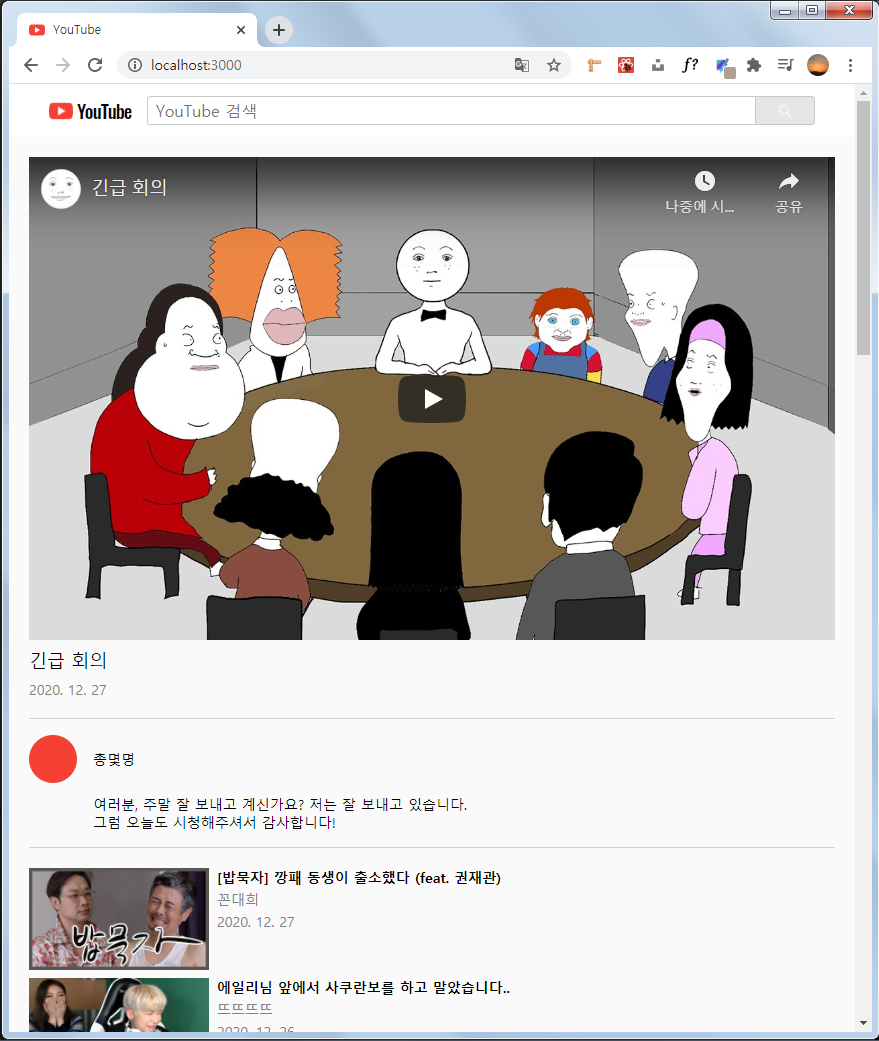 YouTube
localhost:3000
f?
YouTube
YouTube 검색
긴급 회의
나중에 시...
공유
긴급 회의
2020. 12. 27
총몇명
여러분, 주말 잘 보내고 계신가요? 저는 잘 보내고 있습니다.
그럼 오늘도 시청해주셔서 감사합니다!
밥묵자
[밥묵자] 깡패 동생이 출소했다 (feat. 권재관)
꼰대희
2020. 12. 27
에일리님 앞에서 사쿠란보를 하고 말았습니다..
뜨뜨뜨뜨
2020. 12. 26